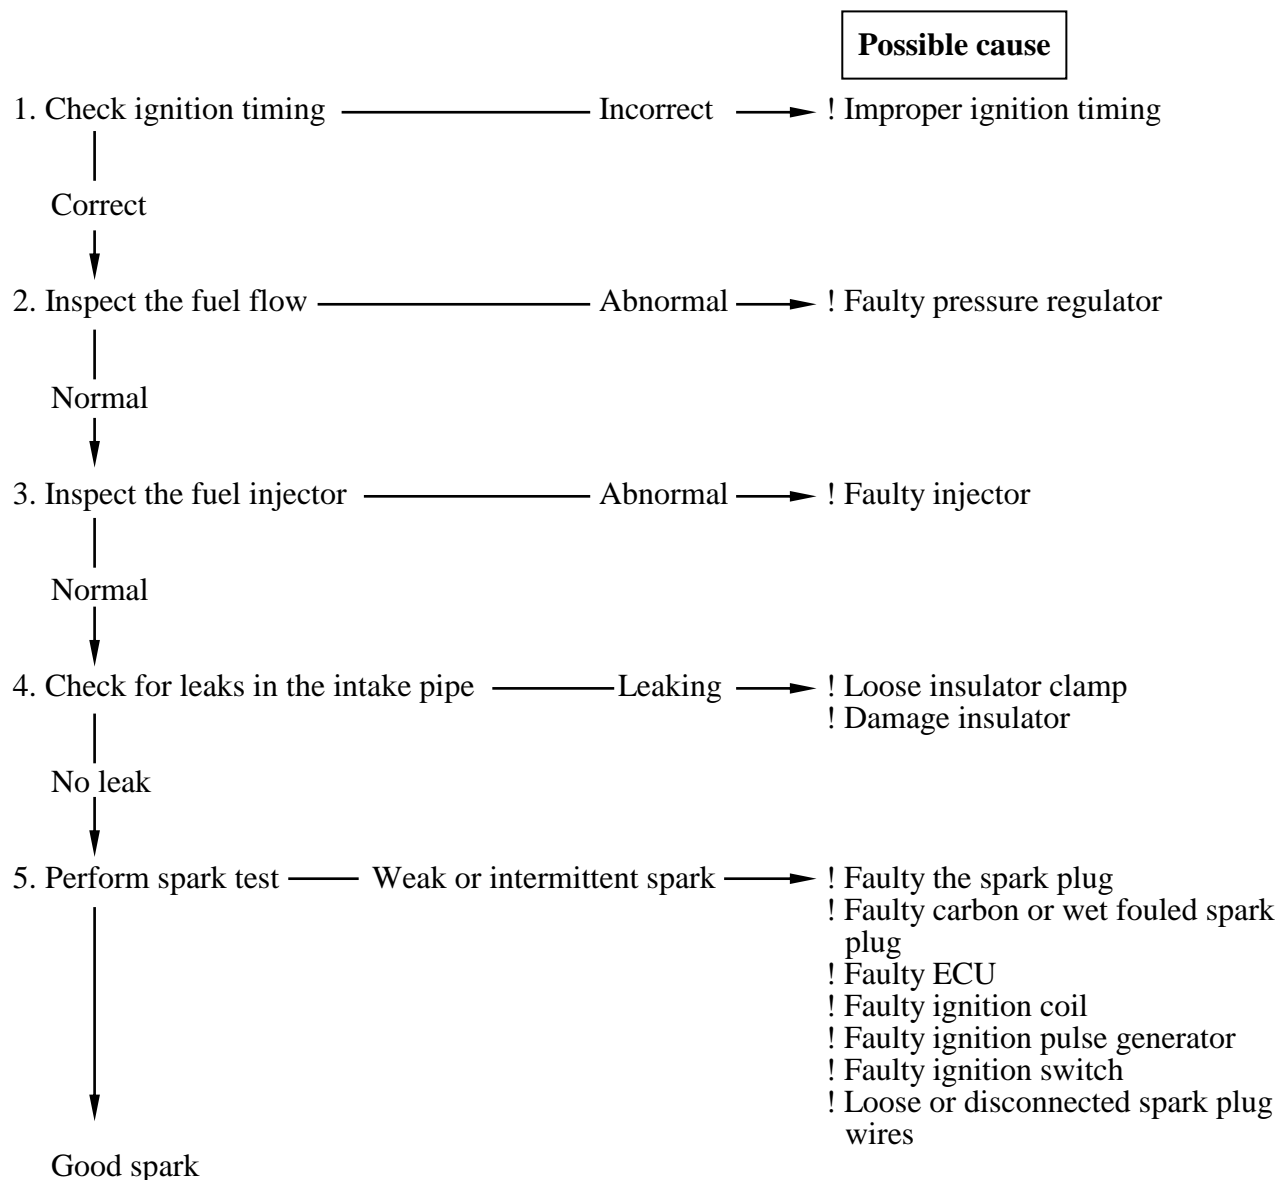 Possible cause
1. Check ignition timing Incorrect ! Improper ignition timing
Correct
2. Inspect the fuel flow Abnormal ! Faulty pressure regulator
Normal
3. Inspect the fuel injector Abnormal ! Faulty injector
Normal
4. Check for leaks in the intake pipe Leaking ! Loose insulator clamp
! Damage insulator
No leak
5. Perform spark test Weak or intermittent spark ! Faulty the spark plug
! Faulty carbon or wet fouled spark
plug
! Faulty ECU
! Faulty ignition coil
! Faulty ignition pulse generator
! Faulty ignition switch
! Loose or disconnected spark plug
wires
Good spark